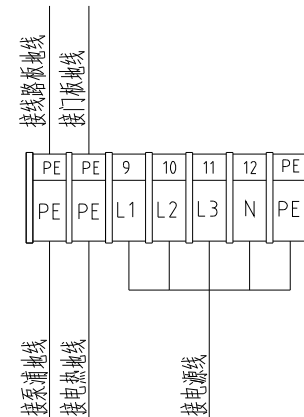 接线路板地线
接门板地线
PE PE 9 10 11 12 PE
PE PE L1 L2 L3 N PE
接泵浦地线
接电热地线
接电源线